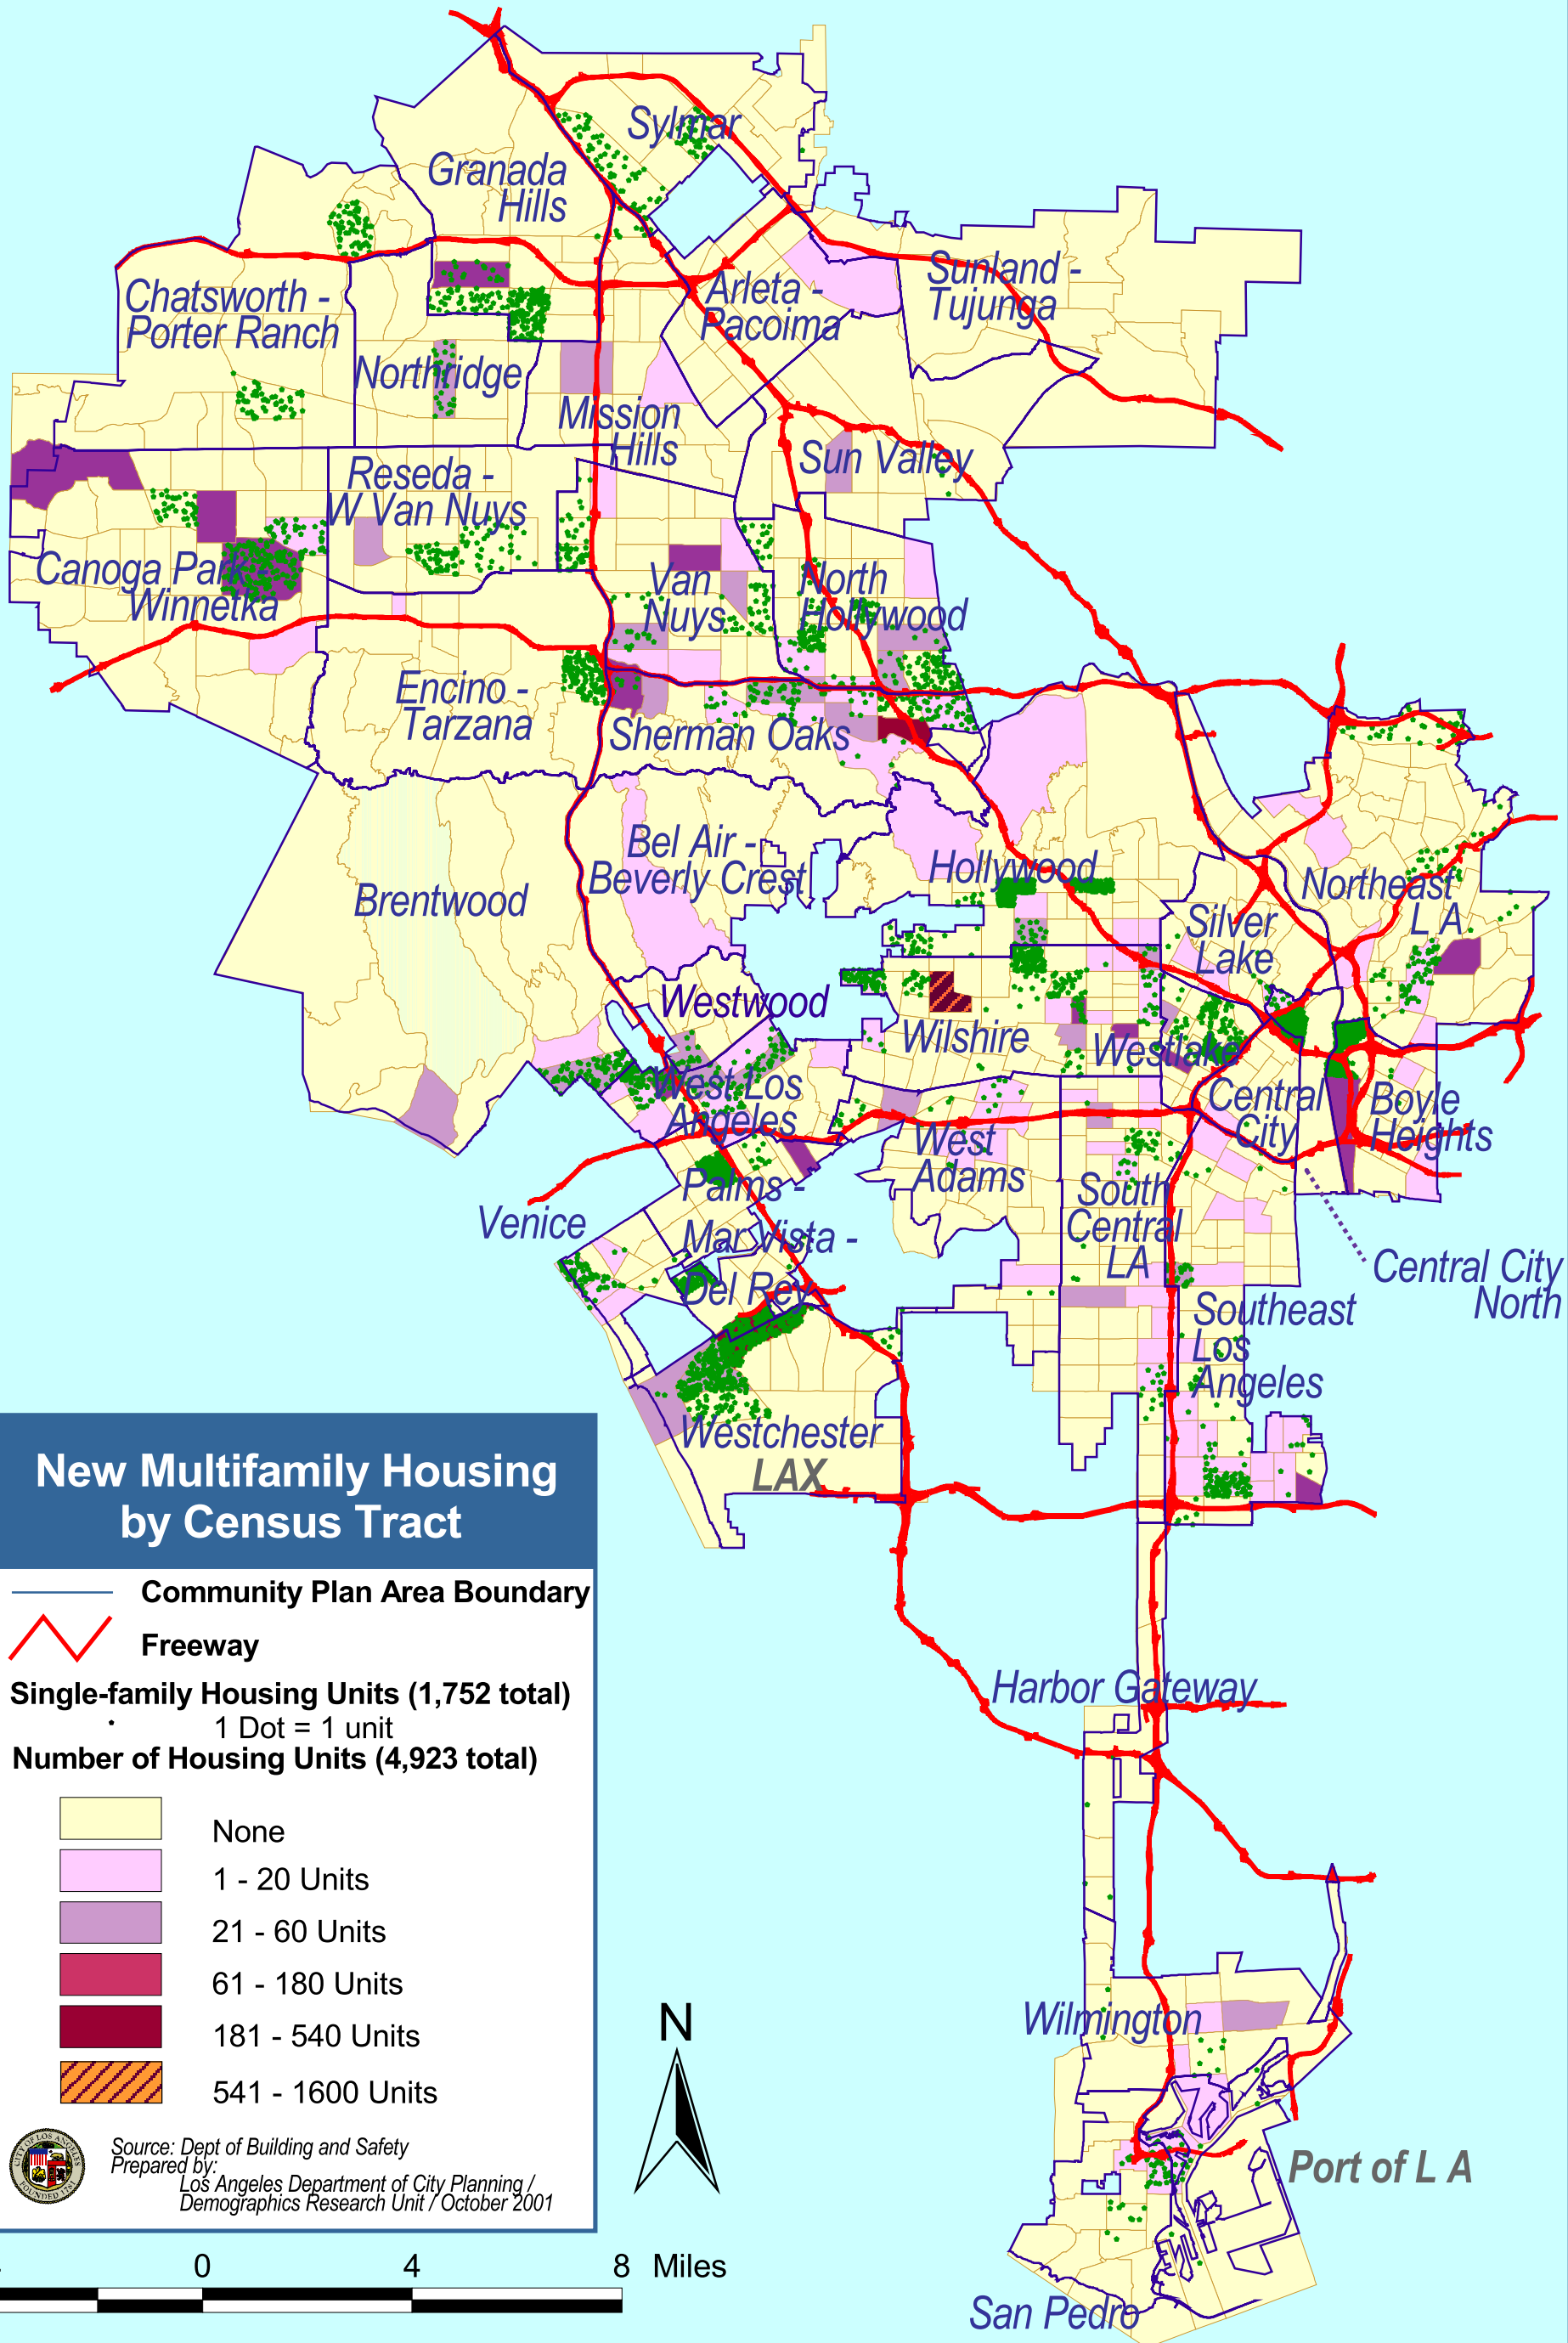 Sylmar
Granada
Hills
Sunland -
Tujunga
Arleta -
Pacoima
Chatsworth -
Porter Ranch
Northridge
Mission
Hills
Sun Valley
Reseda -
W Van Nuys
Canoga Park -
Winnetka
Van
Nuys
North
Hollywood
Encino -
Tarzana
Sherman Oaks
Bel Air -
Beverly Crest
Hollywood
Northeast
L A
Brentwood
Silver
Lake
Westwood
Wilshire
Westlake
West Los
Angeles
Central
City
Boyle
Heights
West
Adams
Palms -
Mar Vista -
Del Rey
Venice
South
Central
LA
Central City
North
Southeast
Los
Angeles
Westchester
LAX
New Multifamily Housing
by Census Tract
Community Plan Area Boundary
Freeway
Single-family Housing Units (1,752 total)
1 Dot = 1 unit
Number of Housing Units (4,923 total)
None
1 - 20 Units
21 - 60 Units
61 - 180 Units
181 - 540 Units
541 - 1600 Units
CITY OF LOS ANGELES
FOUNDED 1781
Source: Dept of Building and Safety
Prepared by:
Los Angeles Department of City Planning /
Demographics Research Unit / October 2001
Harbor Gateway
N
Wilmington
Port of L A
San Pedro
0 4 8 Miles